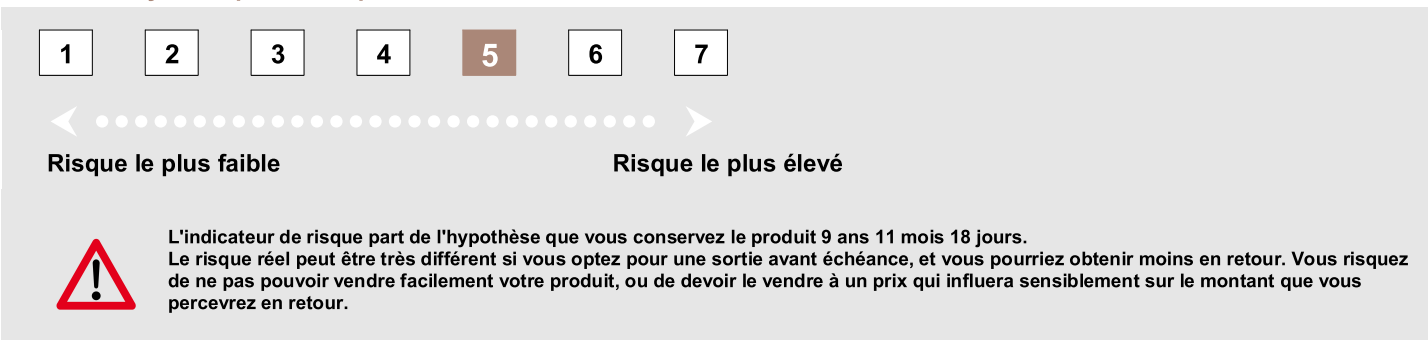 1 2 3 4 5 6 7
Risque le plus faible Risque le plus élevé
L'indicateur de risque part de l'hypothèse que vous conservez le produit 9 ans 11 mois 18 jours.
Le risque réel peut être très différent si vous optez pour une sortie avant échéance, et vous pourriez obtenir moins en retour. Vous risquez
de ne pas pouvoir vendre facilement votre produit, ou de devoir le vendre à un prix qui influera sensiblement sur le montant que vous
percevrez en retour.